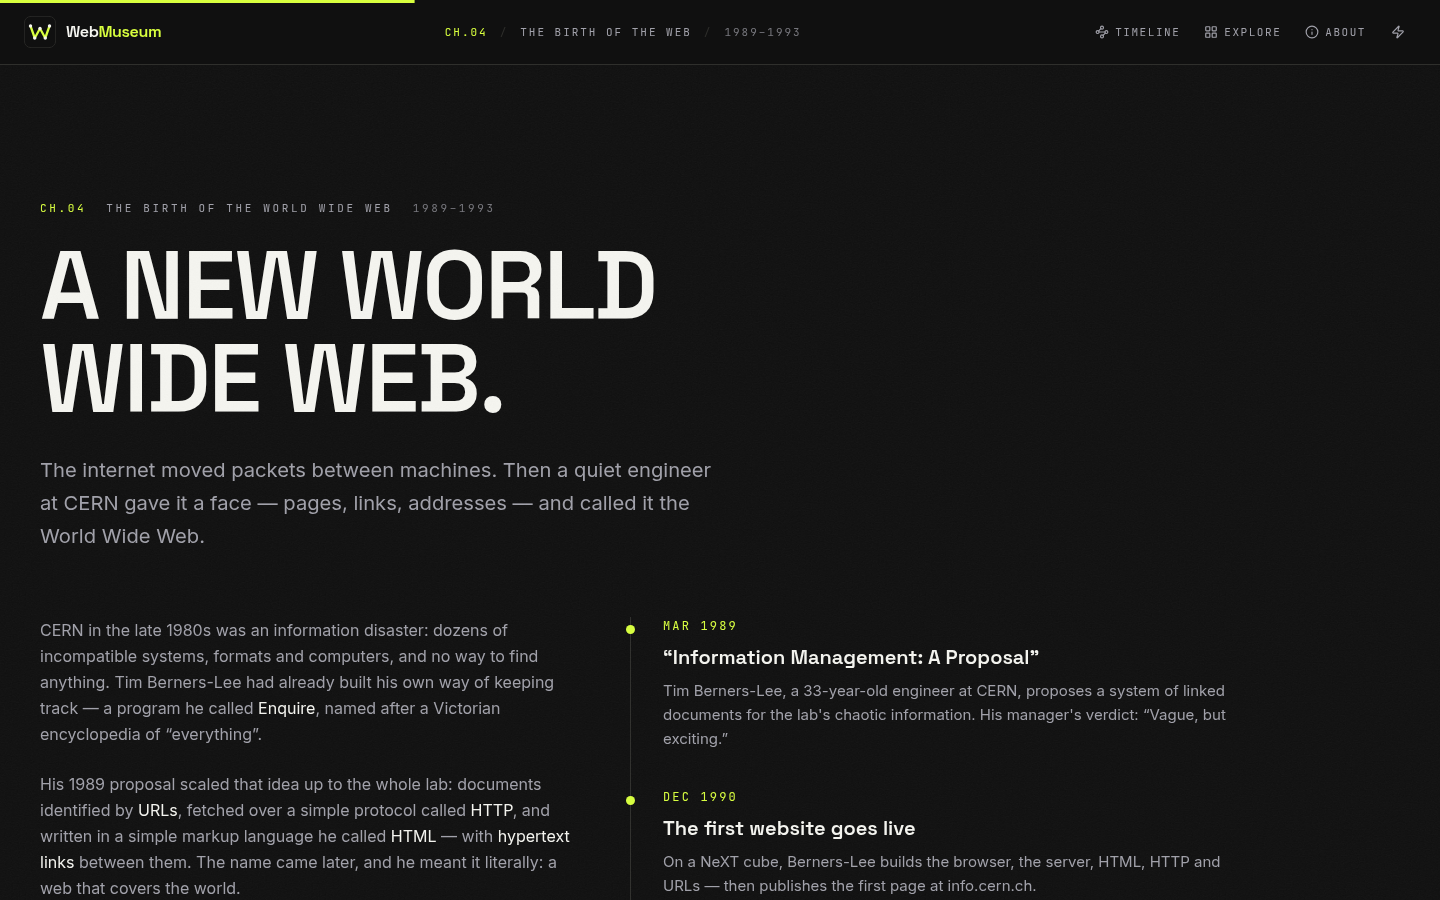 WebMuseum
CH.04 / THE BIRTH OF THE WEB / 1989–1993
TIMELINE
EXPLORE
ABOUT
CH.04 THE BIRTH OF THE WORLD WIDE WEB 1989–1993
A NEW WORLD
WIDE WEB.
The internet moved packets between machines. Then a quiet engineer
at CERN gave it a face — pages, links, addresses — and called it the
World Wide Web.
CERN in the late 1980s was an information disaster: dozens of
incompatible systems, formats and computers, and no way to find
anything. Tim Berners-Lee had already built his own way of keeping
track — a program he called Enquire, named after a Victorian
encyclopedia of “everything”.
His 1989 proposal scaled that idea up to the whole lab: documents
identified by URLs, fetched over a simple protocol called HTTP, and
written in a simple markup language he called HTML — with hypertext
links between them. The name came later, and he meant it literally: a
web that covers the world.
MAR 1989
“Information Management: A Proposal”
Tim Berners-Lee, a 33-year-old engineer at CERN, proposes a system of linked
documents for the lab's chaotic information. His manager's verdict: “Vague, but
exciting.”
DEC 1990
The first website goes live
On a NeXT cube, Berners-Lee builds the browser, the server, HTML, HTTP and
URLs — then publishes the first page at info.cern.ch.